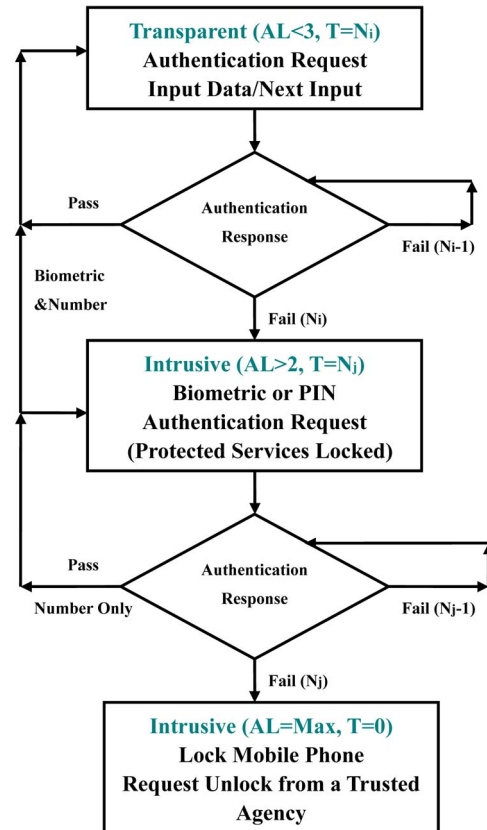 Transparent (AL<3, T=Ni)
Authentication Request
Input Data/Next Input
Pass
Authentication
Response
Fail (Ni-1)
Biometric
&Number
Fail (Ni)
Intrusive (AL>2, T=Nj)
Biometric or PIN
Authentication Request
(Protected Services Locked)
Pass
Authentication
Response
Number Only
Fail (Nj-1)
Fail (Nj)
Intrusive (AL=Max, T=0)
Lock Mobile Phone
Request Unlock from a Trusted
Agency